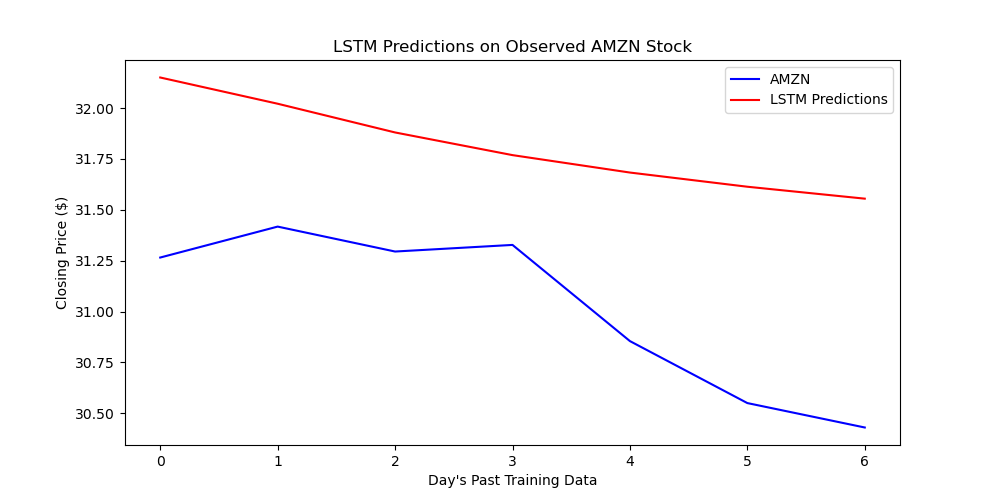 LSTM Predictions on Observed AMZN Stock
AMZN
LSTM Predictions
Closing Price ($)
32.00
31.75
31.50
31.25
31.00
30.75
30.50
0 1 2 3 4 5 6
Day's Past Training Data